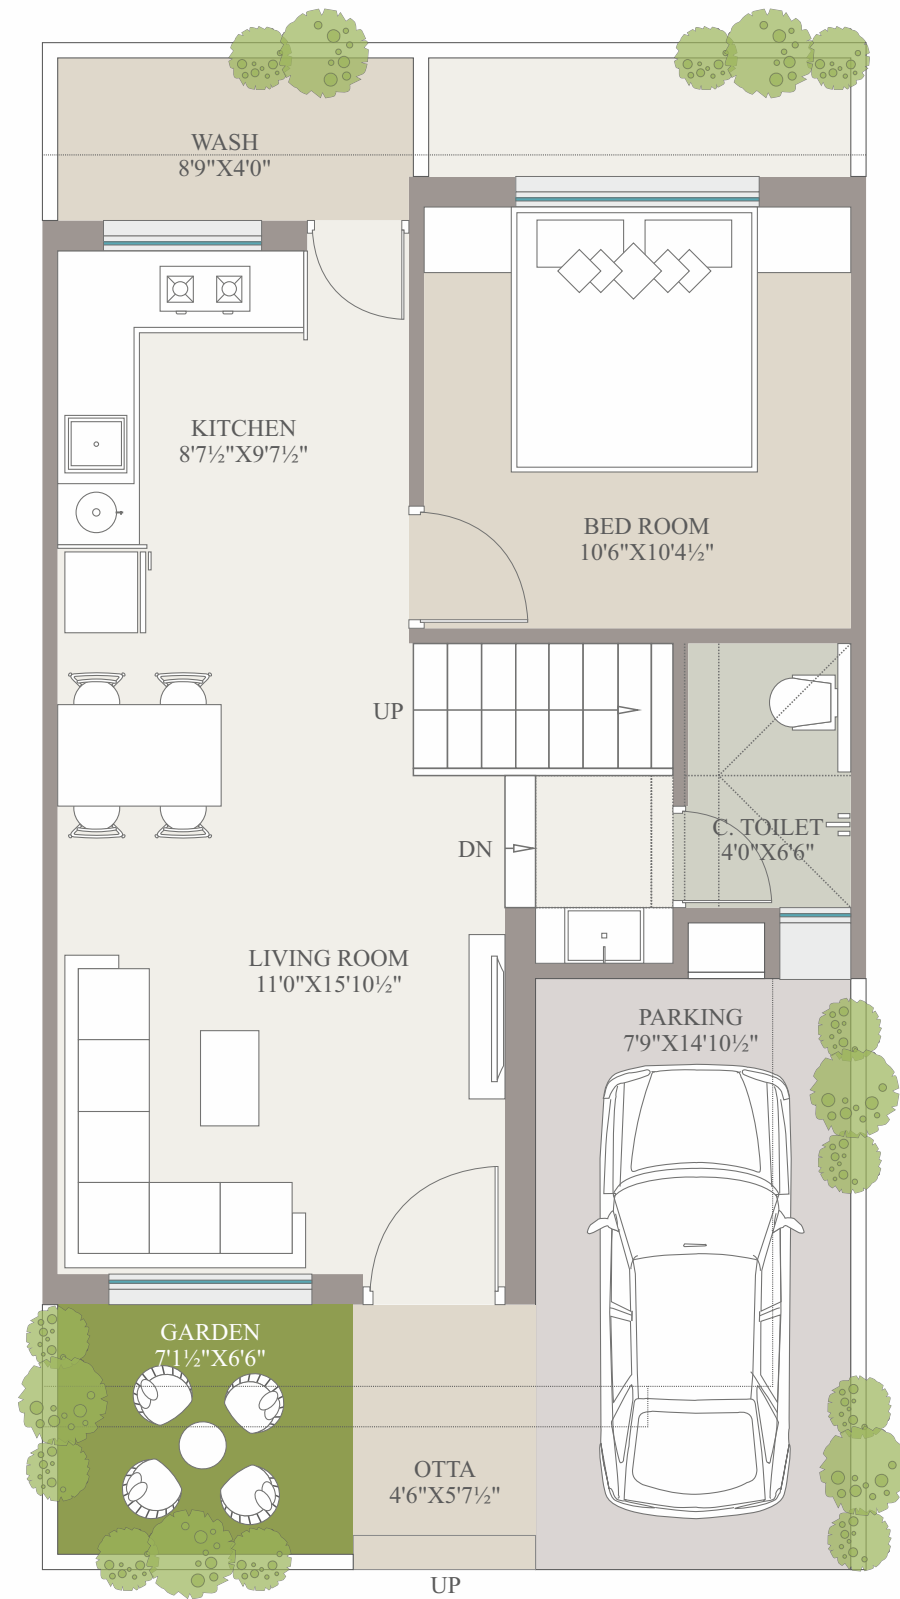 WASH
8'9"X4'0"
KITCHEN
8'7½"X9'7½"
BED ROOM
10'6"X10'4½"
UP
DN
C. TOILET
4'0"X6'6"
LIVING ROOM
11'0"X15'10½"
PARKING
7'9"X14'10½"
GARDEN
7'1½"X6'6"
OTTA
4'6"X5'7½"
UP